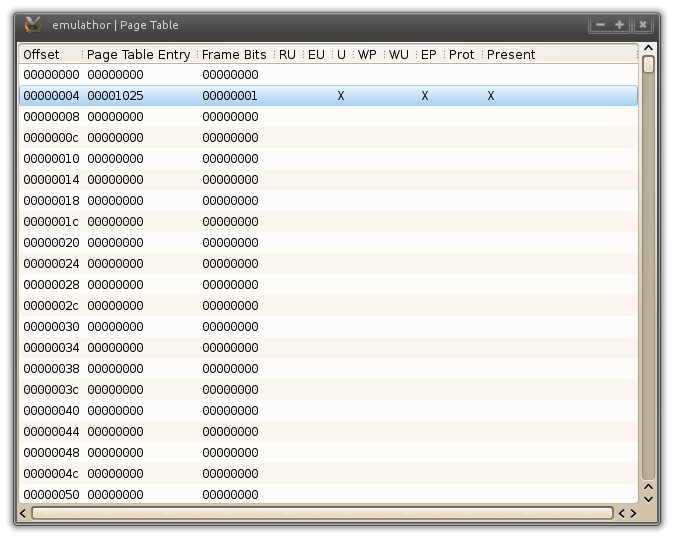 emulathor | Page Table
Offset Page Table Entry Frame Bits RU EU U WP WU EP Prot Present
00000000 00000000 00000000
00000004 00001025 00000001 X X X
00000008 00000000 00000000
0000000c 00000000 00000000
00000010 00000000 00000000
00000014 00000000 00000000
00000018 00000000 00000000
0000001c 00000000 00000000
00000020 00000000 00000000
00000024 00000000 00000000
00000028 00000000 00000000
0000002c 00000000 00000000
00000030 00000000 00000000
00000034 00000000 00000000
00000038 00000000 00000000
0000003c 00000000 00000000
00000040 00000000 00000000
00000044 00000000 00000000
00000048 00000000 00000000
0000004c 00000000 00000000
00000050 00000000 00000000